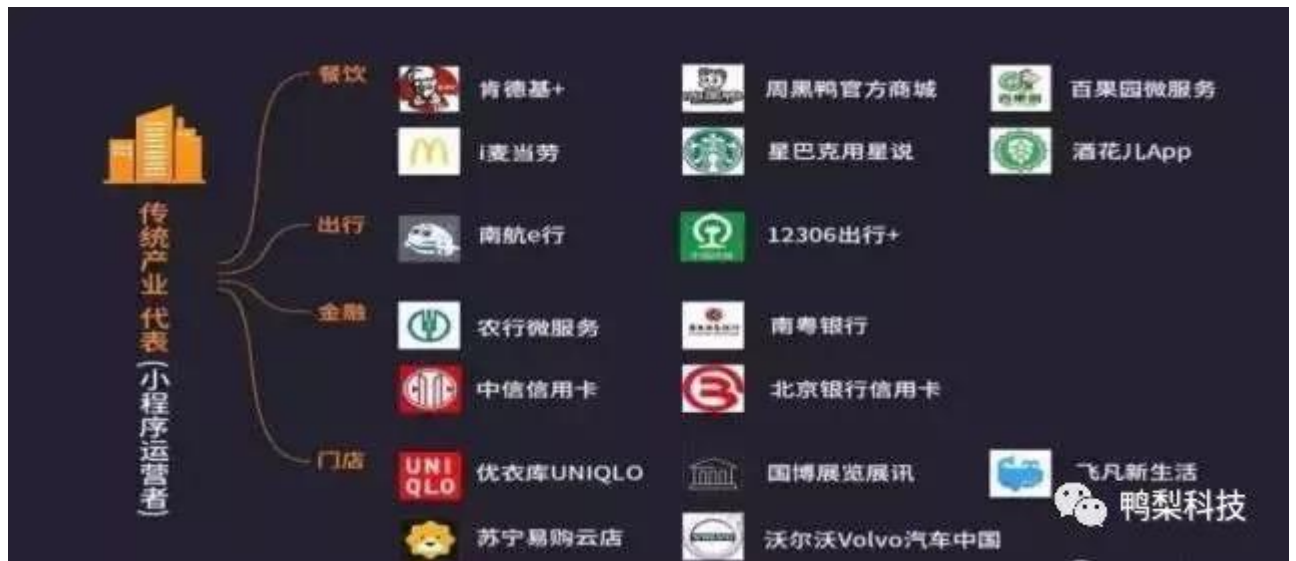 传统产业 代表(小程序运营者)
餐饮
肯德基+
周黑鸭官方商城
百果园微服务
i麦当劳
星巴克用星说
酒花儿App
出行
南航e行
12306出行+
金融
农行微服务
南粤银行
中信信用卡
北京银行信用卡
门店
UNI
QLO
优衣库UNIQLO
国博展览展讯
飞凡新生活
苏宁易购云店
沃尔沃Volvo汽车中国
鸭梨科技